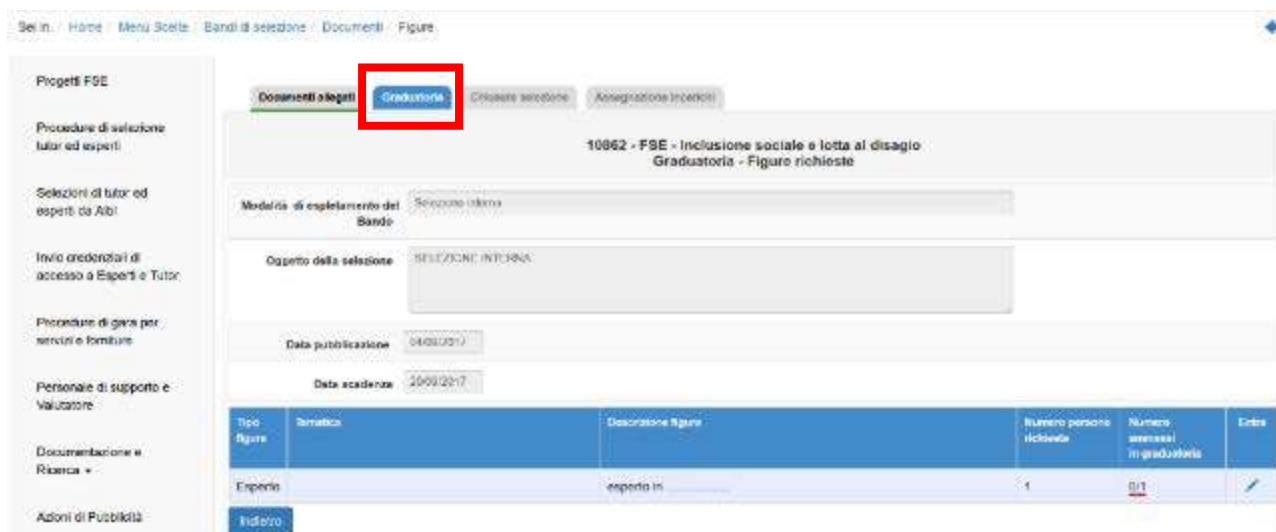 Sei in: / Home / Menù Scelte / Bandi di selezione / Documenti / Figure
Progetti FSE
Procedure di selezione
tutor ed esperti
Selezioni di tutor ed
esperti da Albi
Invio credenziali di
accesso a Esperti e Tutor
Procedure di gara per
servizi e forniture
Personale di supporto e
Valutatore
Documentazione e
Ricerca
Azioni di Pubblicità
Documenti allegati
Graduatoria
Chiusura selezione
Assegnazione incarichi
10862 - FSE - Inclusione sociale e lotta al disagio
Graduatoria - Figure richieste
Modalità di espletamento del
Bando
Selezione interna
Oggetto della selezione
SELEZIONE INTERNA
Data pubblicazione
Data scadenza
Tipo
figura
Tematica
Descrizione figura
Numero persone
richieste
Numero
ammessi
in graduatoria
Entra
Esperto
esperto in ..................
1
0/1
Indietro